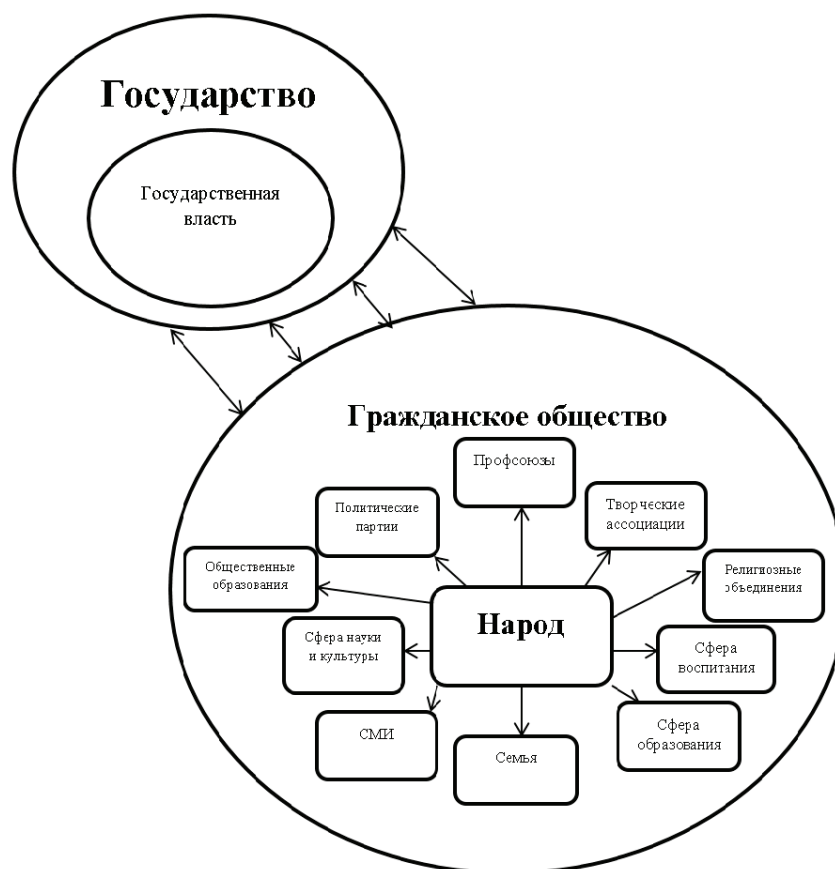 Государство
Государственная
власть
Гражданское общество
Профсоюзы
Политические
партии
Творческие
ассоциации
Общественные
образования
Религиозные
объединения
Народ
Сфера науки
и культуры
Сфера
воспитания
СМИ
Семья
Сфера
образования